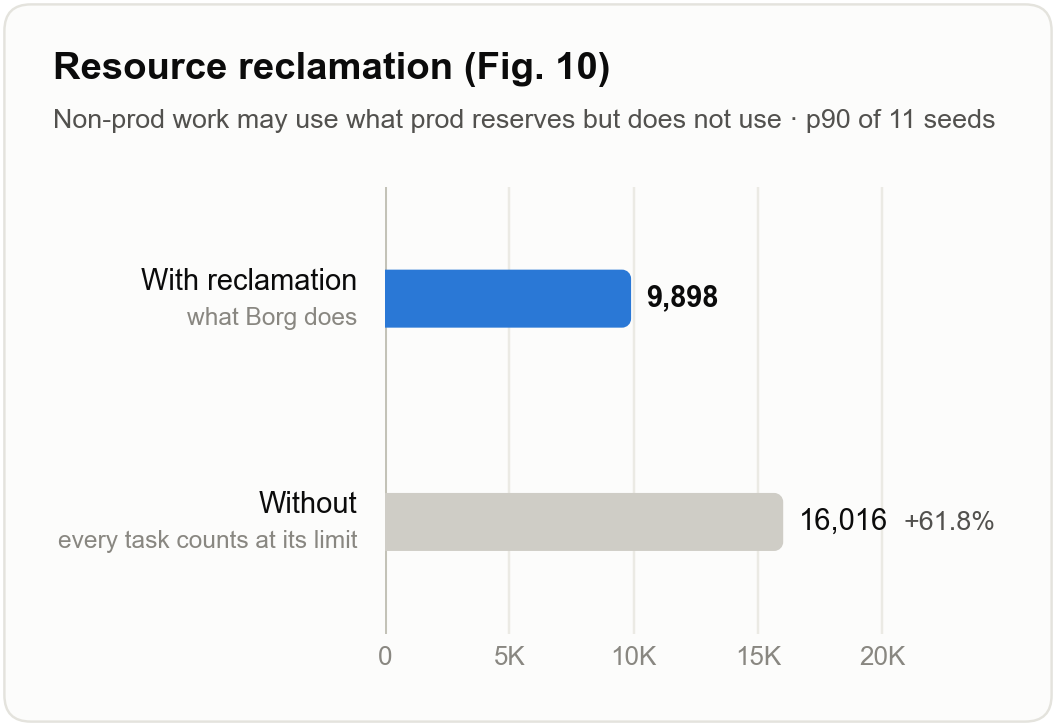 Resource reclamation (Fig. 10)
Non-prod work may use what prod reserves but does not use · p90 of 11 seeds
With reclamation
what Borg does
9,898
Without
every task counts at its limit
16,016 +61.8%
0 5K 10K 15K 20K